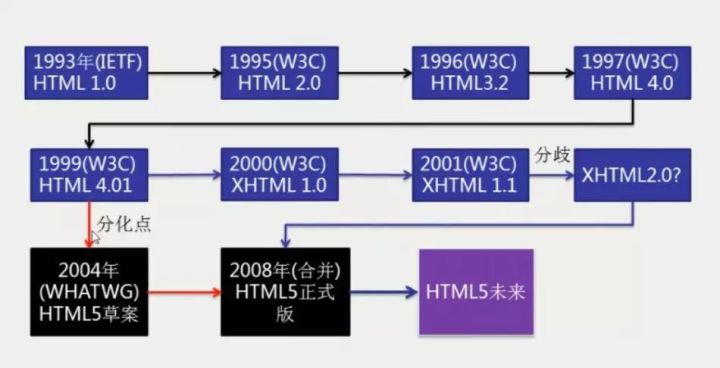 1993年(IETF)
HTML 1.0
1995(W3C)
HTML 2.0
1996(W3C)
HTML3.2
1997(W3C)
HTML 4.0
1999(W3C)
HTML 4.01
2000(W3C)
XHTML 1.0
2001(W3C)
XHTML 1.1
分歧
XHTML2.0?
分化点
2004年
(WHATWG)
HTML5草案
2008年(合并)
HTML5正式
版
HTML5未来